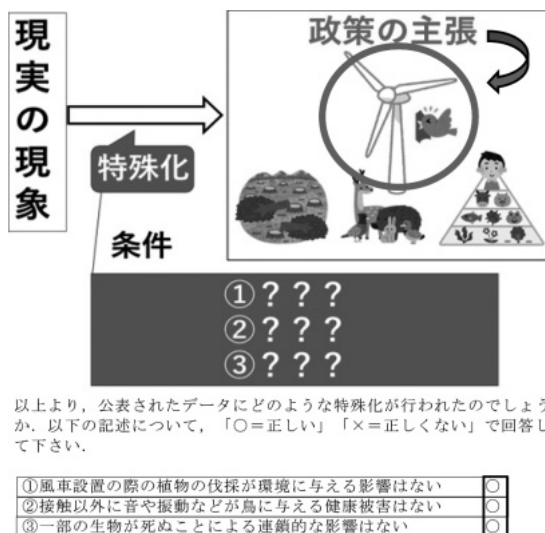 現実の現象
政策の主張
特殊化
条件
①???
②???
③???
以上より，公表されたデータにどのような特殊化が行われたのでしょう
か．以下の記述について，「○＝正しい」「×＝正しくない」で回答し
て下さい．
①風車設置の際の植物の伐採が環境に与える影響はない ○
②接触以外に音や振動などが鳥に与える健康被害はない ○
③一部の生物が死ぬことによる連鎖的な影響はない ○